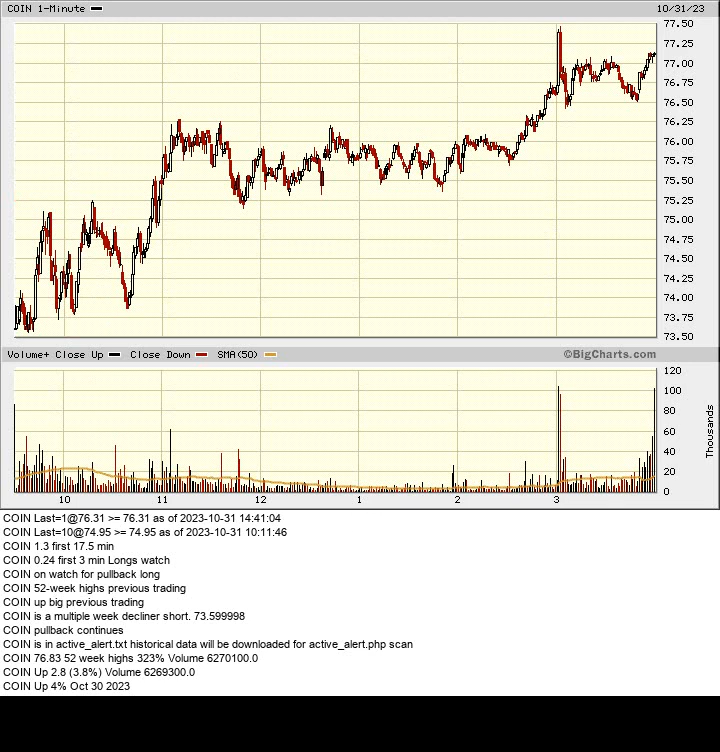 COIN 1-Minute 10/31/23
77.50
77.25
77.00
76.75
76.50
76.25
76.00
75.75
75.50
75.25
75.00
74.75
74.50
74.25
74.00
73.75
73.50
Volume+ Close Up Close Down SMA(50) ©BigCharts.com
120
100
80
60
40
20
0
Thousands
10 11 12 1 2 3
COIN Last=1@76.31 >= 76.31 as of 2023-10-31 14:41:04
COIN Last=10@74.95 >= 74.95 as of 2023-10-31 10:11:46
COIN 1.3 first 17.5 min
COIN 0.24 first 3 min Longs watch
COIN on watch for pullback long
COIN 52-week highs previous trading
COIN up big previous trading
COIN is a multiple week decliner short. 73.599998
COIN pullback continues
COIN is in active_alert.txt historical data will be downloaded for active_alert.php scan
COIN 76.83 52 week highs 323% Volume 6270100.0
COIN Up 2.8 (3.8%) Volume 6269300.0
COIN Up 4% Oct 30 2023